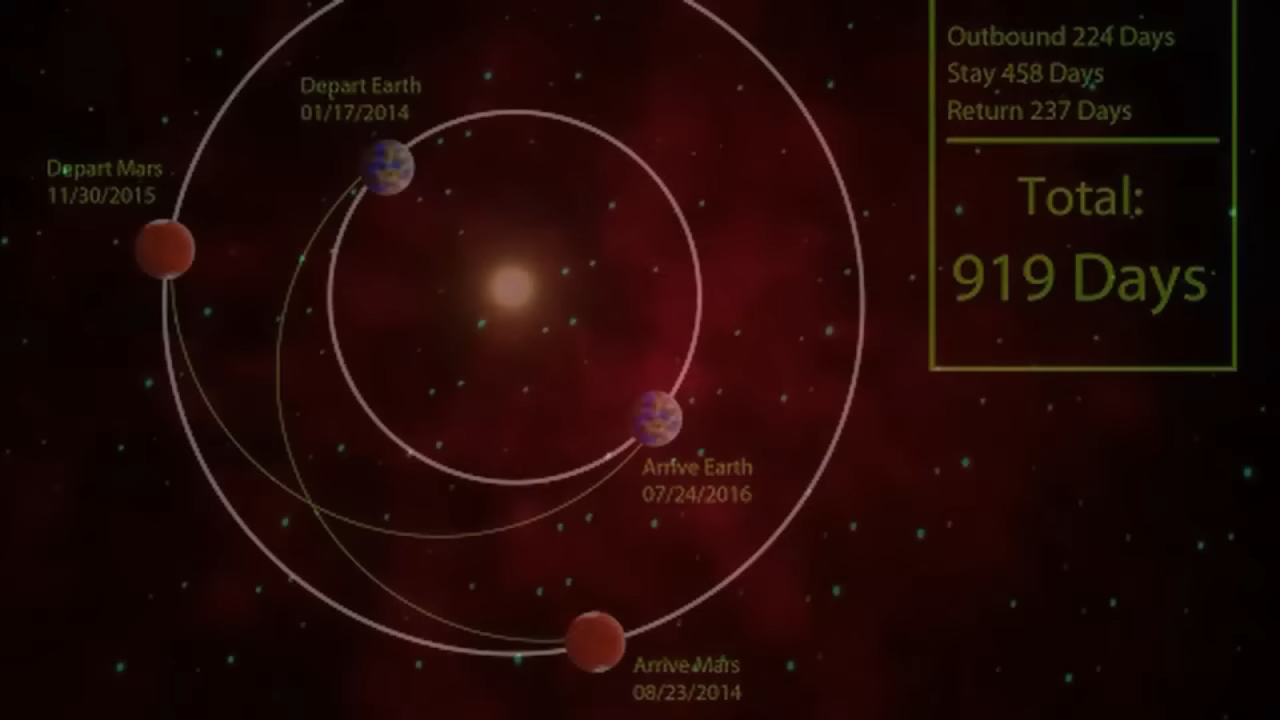 Outbound 224 Days
Stay 458 Days
Return 237 Days
Total:
919 Days
Depart Earth
01/17/2014
Depart Mars
11/30/2015
Arrive Earth
07/24/2016
Arrive Mars
08/23/2014